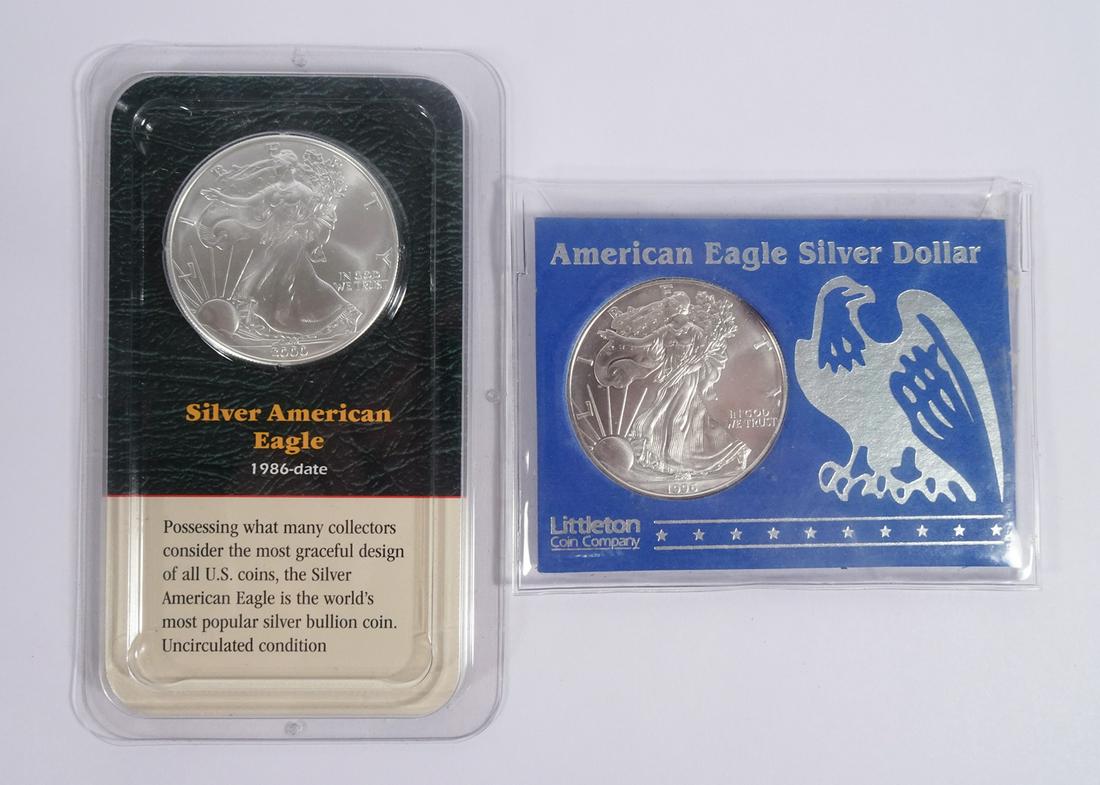 LIBERTY
IN GOD
WE TRUST
2000
Silver American
Eagle
1986-date
Possessing what many collectors
consider the most graceful design
of all U.S. coins, the Silver
American Eagle is the world's
most popular silver bullion coin.
Uncirculated condition
American Eagle Silver Dollar
LIBERTY
IN GOD
WE TRUST
1996
Littleton
Coin Company